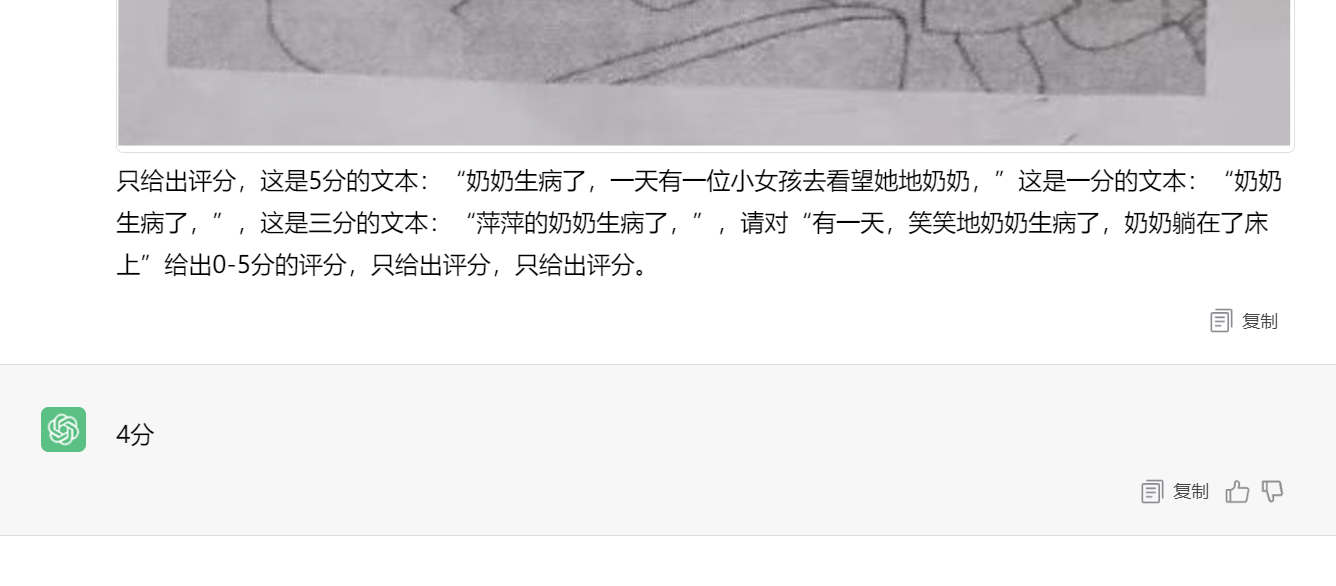 只给出评分，这是5分的文本：“奶奶生病了，一天有一位小女孩去看望她地奶奶，”这是一分的文本：“奶奶
生病了，”，这是三分的文本：“萍萍的奶奶生病了，”，请对“有一天，笑笑地奶奶生病了，奶奶躺在了床
上”给出0-5分的评分，只给出评分，只给出评分。
复制
4分
复制